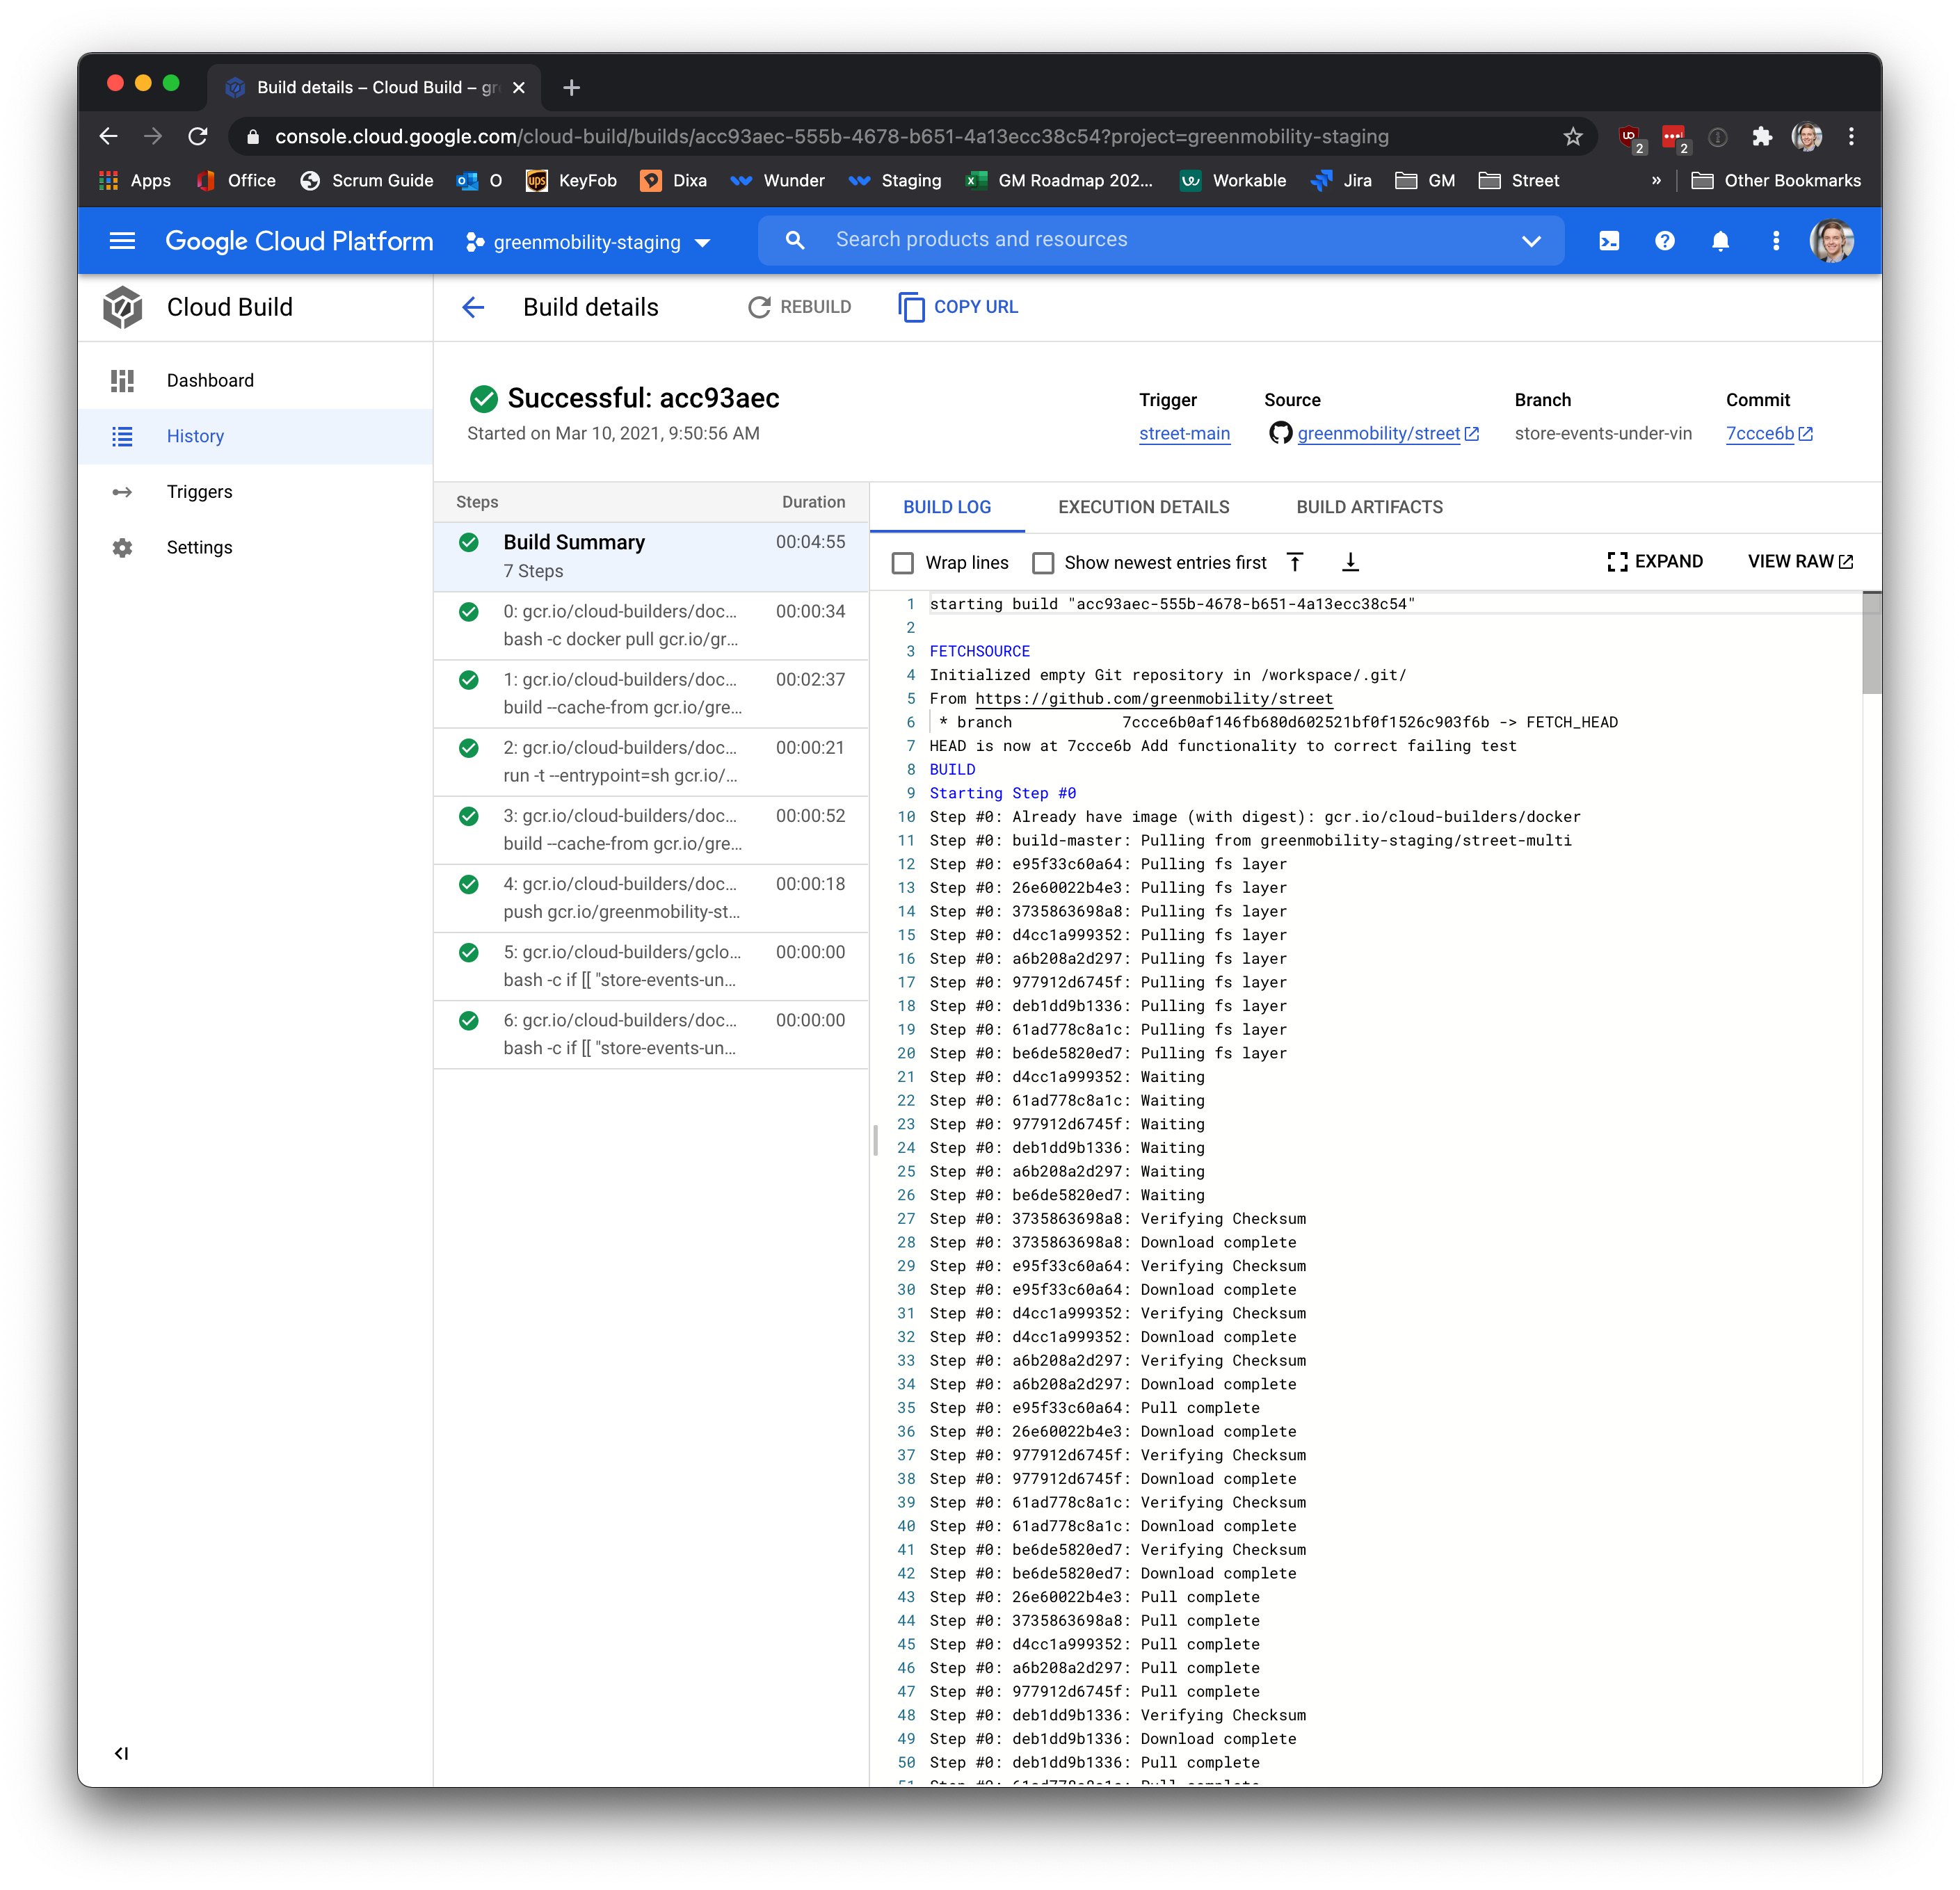 Build details – Cloud Build – gr
console.cloud.google.com/cloud-build/builds/acc93aec-555b-4678-b651-4a13ecc38c54?project=greenmobility-staging
2 2
Apps Office Scrum Guide O KeyFob Dixa Wunder Staging GM Roadmap 202... Workable Jira GM Street » Other Bookmarks
Google Cloud Platform greenmobility-staging Search products and resources
Cloud Build
Build details REBUILD COPY URL
Dashboard
History
Triggers
Settings
Successful: acc93aec
Started on Mar 10, 2021, 9:50:56 AM
Trigger Source Branch Commit
street-main greenmobility/street store-events-under-vin 7ccce6b
Steps Duration
Build Summary 00:04:55
7 Steps
0: gcr.io/cloud-builders/doc... 00:00:34
bash -c docker pull gcr.io/gr...
1: gcr.io/cloud-builders/doc... 00:02:37
build --cache-from gcr.io/gre...
2: gcr.io/cloud-builders/doc... 00:00:21
run -t --entrypoint=sh gcr.io/...
3: gcr.io/cloud-builders/doc... 00:00:52
build --cache-from gcr.io/gre...
4: gcr.io/cloud-builders/doc... 00:00:18
push gcr.io/greenmobility-st...
5: gcr.io/cloud-builders/gclo... 00:00:00
bash -c if [[ "store-events-un...
6: gcr.io/cloud-builders/doc... 00:00:00
bash -c if [[ "store-events-un...
BUILD LOG EXECUTION DETAILS BUILD ARTIFACTS
Wrap lines Show newest entries first EXPAND VIEW RAW
1 starting build "acc93aec-555b-4678-b651-4a13ecc38c54"
2
3 FETCHSOURCE
4 Initialized empty Git repository in /workspace/.git/
5 From https://github.com/greenmobility/street
6 * branch 7ccce6b0af146fb680d602521bf0f1526c903f6b -> FETCH_HEAD
7 HEAD is now at 7ccce6b Add functionality to correct failing test
8 BUILD
9 Starting Step #0
10 Step #0: Already have image (with digest): gcr.io/cloud-builders/docker
11 Step #0: build-master: Pulling from greenmobility-staging/street-multi
12 Step #0: e95f33c60a64: Pulling fs layer
13 Step #0: 26e60022b4e3: Pulling fs layer
14 Step #0: 3735863698a8: Pulling fs layer
15 Step #0: d4cc1a999352: Pulling fs layer
16 Step #0: a6b208a2d297: Pulling fs layer
17 Step #0: 977912d6745f: Pulling fs layer
18 Step #0: deb1dd9b1336: Pulling fs layer
19 Step #0: 61ad778c8a1c: Pulling fs layer
20 Step #0: be6de5820ed7: Pulling fs layer
21 Step #0: d4cc1a999352: Waiting
22 Step #0: 61ad778c8a1c: Waiting
23 Step #0: 977912d6745f: Waiting
24 Step #0: deb1dd9b1336: Waiting
25 Step #0: a6b208a2d297: Waiting
26 Step #0: be6de5820ed7: Waiting
27 Step #0: 3735863698a8: Verifying Checksum
28 Step #0: 3735863698a8: Download complete
29 Step #0: e95f33c60a64: Verifying Checksum
30 Step #0: e95f33c60a64: Download complete
31 Step #0: d4cc1a999352: Verifying Checksum
32 Step #0: d4cc1a999352: Download complete
33 Step #0: a6b208a2d297: Verifying Checksum
34 Step #0: a6b208a2d297: Download complete
35 Step #0: e95f33c60a64: Pull complete
36 Step #0: 26e60022b4e3: Download complete
37 Step #0: 977912d6745f: Verifying Checksum
38 Step #0: 977912d6745f: Download complete
39 Step #0: 61ad778c8a1c: Verifying Checksum
40 Step #0: 61ad778c8a1c: Download complete
41 Step #0: be6de5820ed7: Verifying Checksum
42 Step #0: be6de5820ed7: Download complete
43 Step #0: 26e60022b4e3: Pull complete
44 Step #0: 3735863698a8: Pull complete
45 Step #0: d4cc1a999352: Pull complete
46 Step #0: a6b208a2d297: Pull complete
47 Step #0: 977912d6745f: Pull complete
48 Step #0: deb1dd9b1336: Verifying Checksum
49 Step #0: deb1dd9b1336: Download complete
50 Step #0: deb1dd9b1336: Pull complete
51 Step #0: 61ad778c8a1c: Pull complete